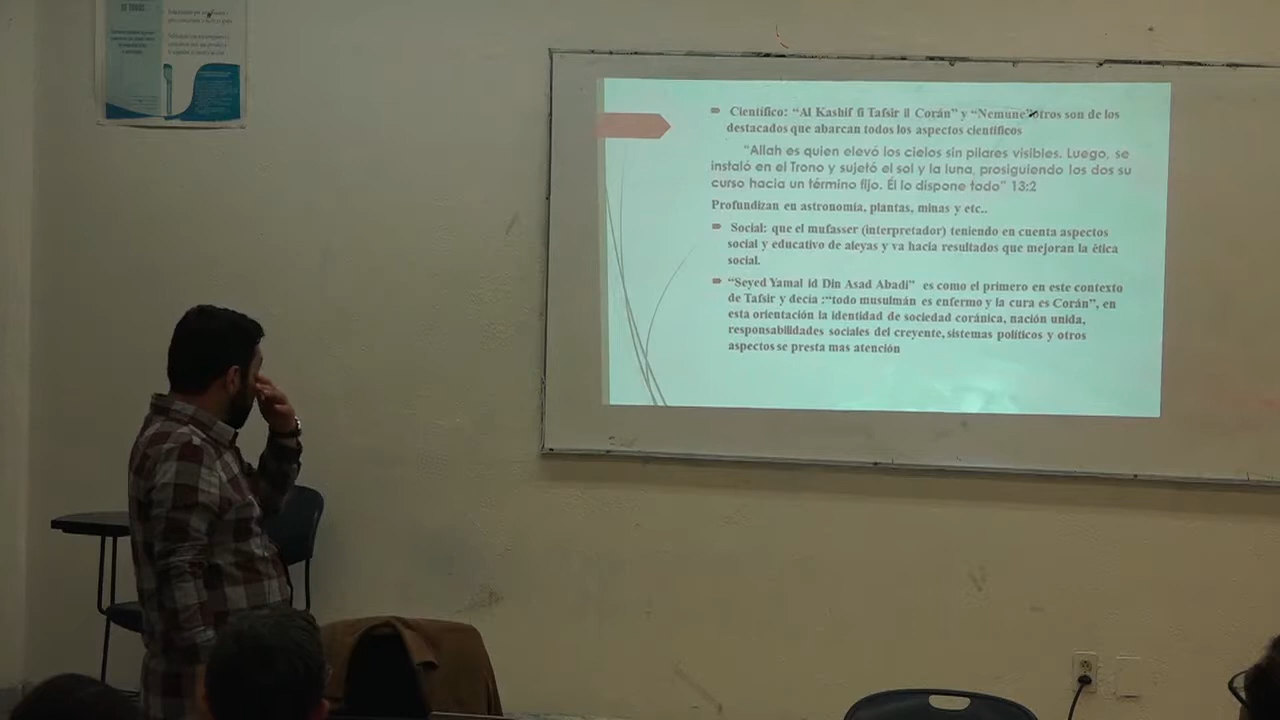 DE TODOS
Científico: "Al Kashif fi Tafsir il Corán" y "Nemune"otros son de los
destacados que abarcan todos los aspectos científicos
"Allah es quien elevó los cielos sin pilares visibles. Luego, se
instaló en el Trono y sujetó el sol y la luna, prosiguiendo los dos su
curso hacia un término fijo. Él lo dispone todo" 13:2
Profundizan en astronomía, plantas, minas y etc..
Social: que el mufasser (interpretador) teniendo en cuenta aspectos
social y educativo de aleyas y va hacia resultados que mejoran la ética
social.
"Seyed Yamal id Din Asad Abadi" es como el primero en este contexto
de Tafsir y decía :"todo musulmán es enfermo y la cura es Corán", en
esta orientación la identidad de sociedad coránica, nación unida,
responsabilidades sociales del creyente, sistemas políticos y otros
aspectos se presta mas atención